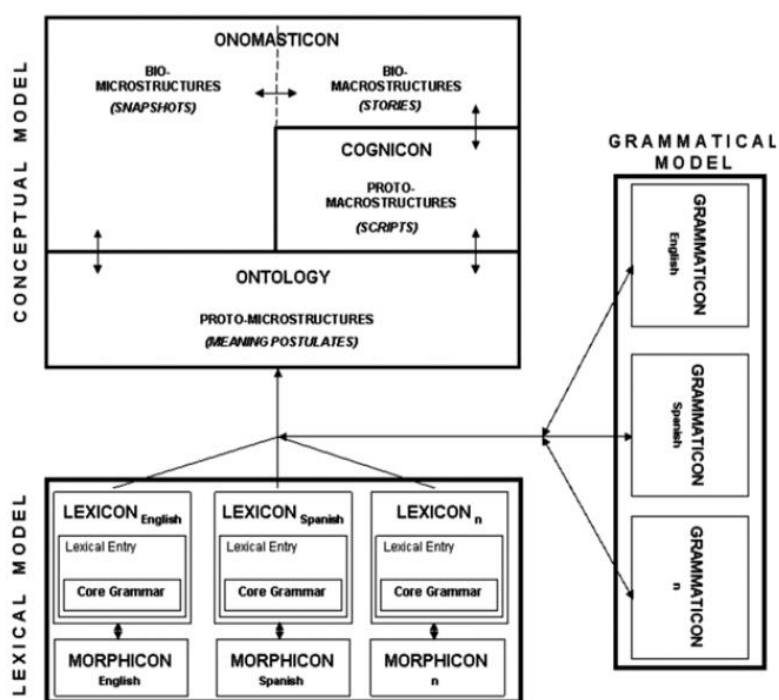 CONCEPTUAL MODEL
ONOMASTICON
BIO-
MICROSTRUCTURES
(SNAPSHOTS)
BIO-
MACROSTRUCTURES
(STORIES)
COGNICON
PROTO-
MACROSTRUCTURES
(SCRIPTS)
ONTOLOGY
PROTO-MICROSTRUCTURES
(MEANING POSTULATES)
GRAMMATICAL
MODEL
GRAMMATICON
English
GRAMMATICON
Spanish
GRAMMATICON
n
LEXICAL MODEL
LEXICON English
Lexical Entry
Core Grammar
MORPHICON
English
LEXICON Spanish
Lexical Entry
Core Grammar
MORPHICON
Spanish
LEXICON n
Lexical Entry
Core Grammar
MORPHICON
n